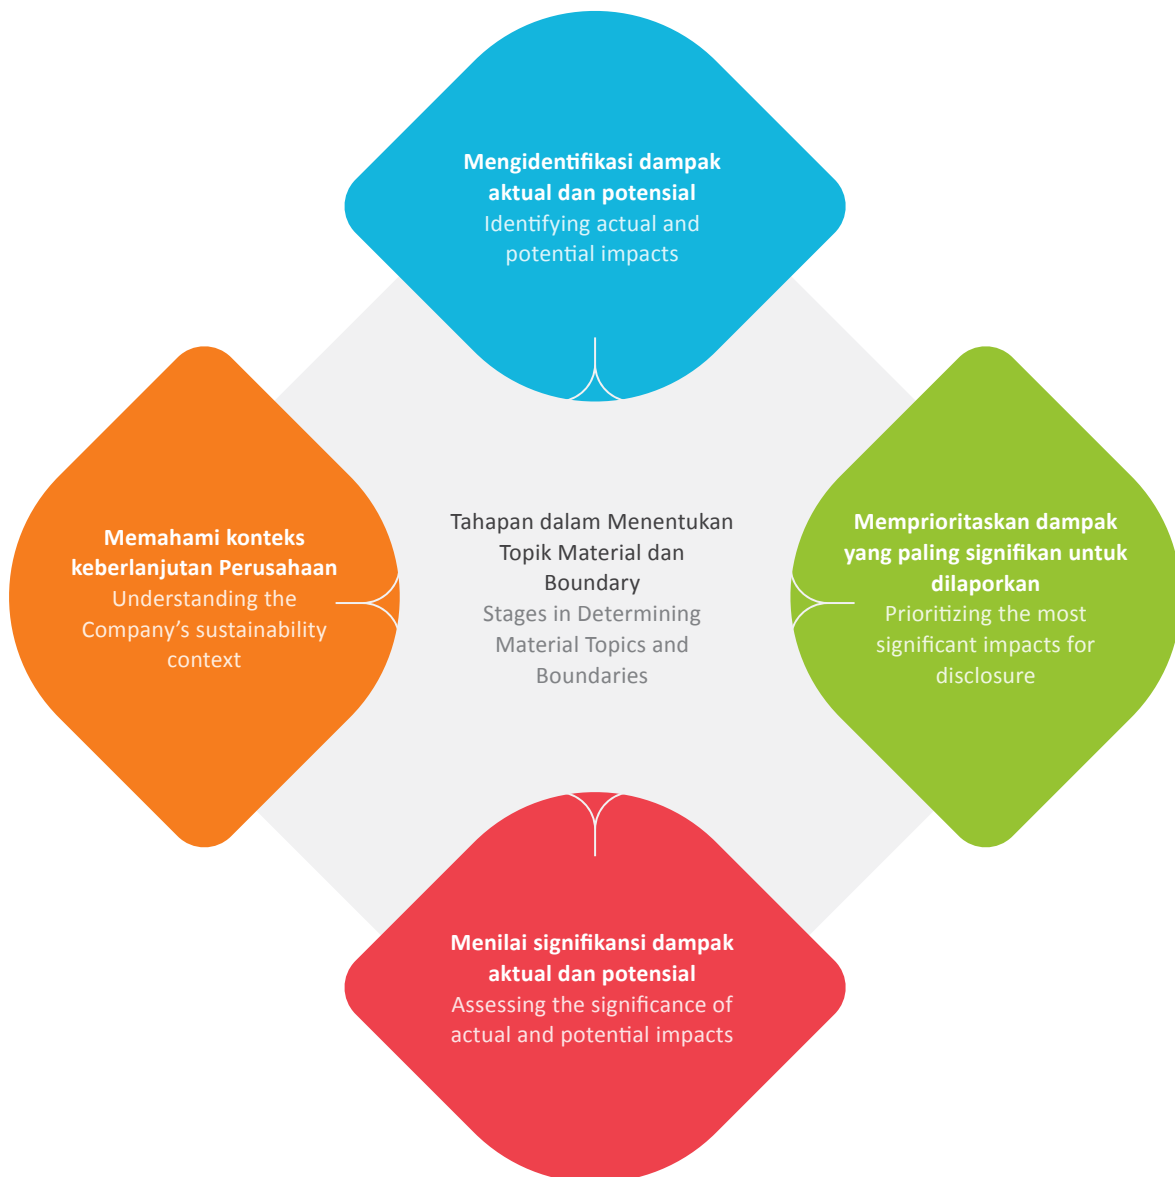 Mengidentifikasi dampak
aktual dan potensial
Identifying actual and
potential impacts
Memahami konteks
keberlanjutan Perusahaan
Understanding the
Company’s sustainability
context
Tahapan dalam Menentukan
Topik Material dan
Boundary
Stages in Determining
Material Topics and
Boundaries
Memprioritaskan dampak
yang paling signifikan untuk
dilaporkan
Prioritizing the most
significant impacts for
disclosure
Menilai signifikansi dampak
aktual dan potensial
Assessing the significance of
actual and potential impacts